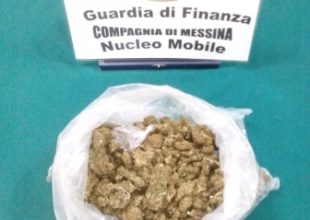 Guardia di Finanza
COMPAGNIA DI MESSINA
Nucleo Mobile